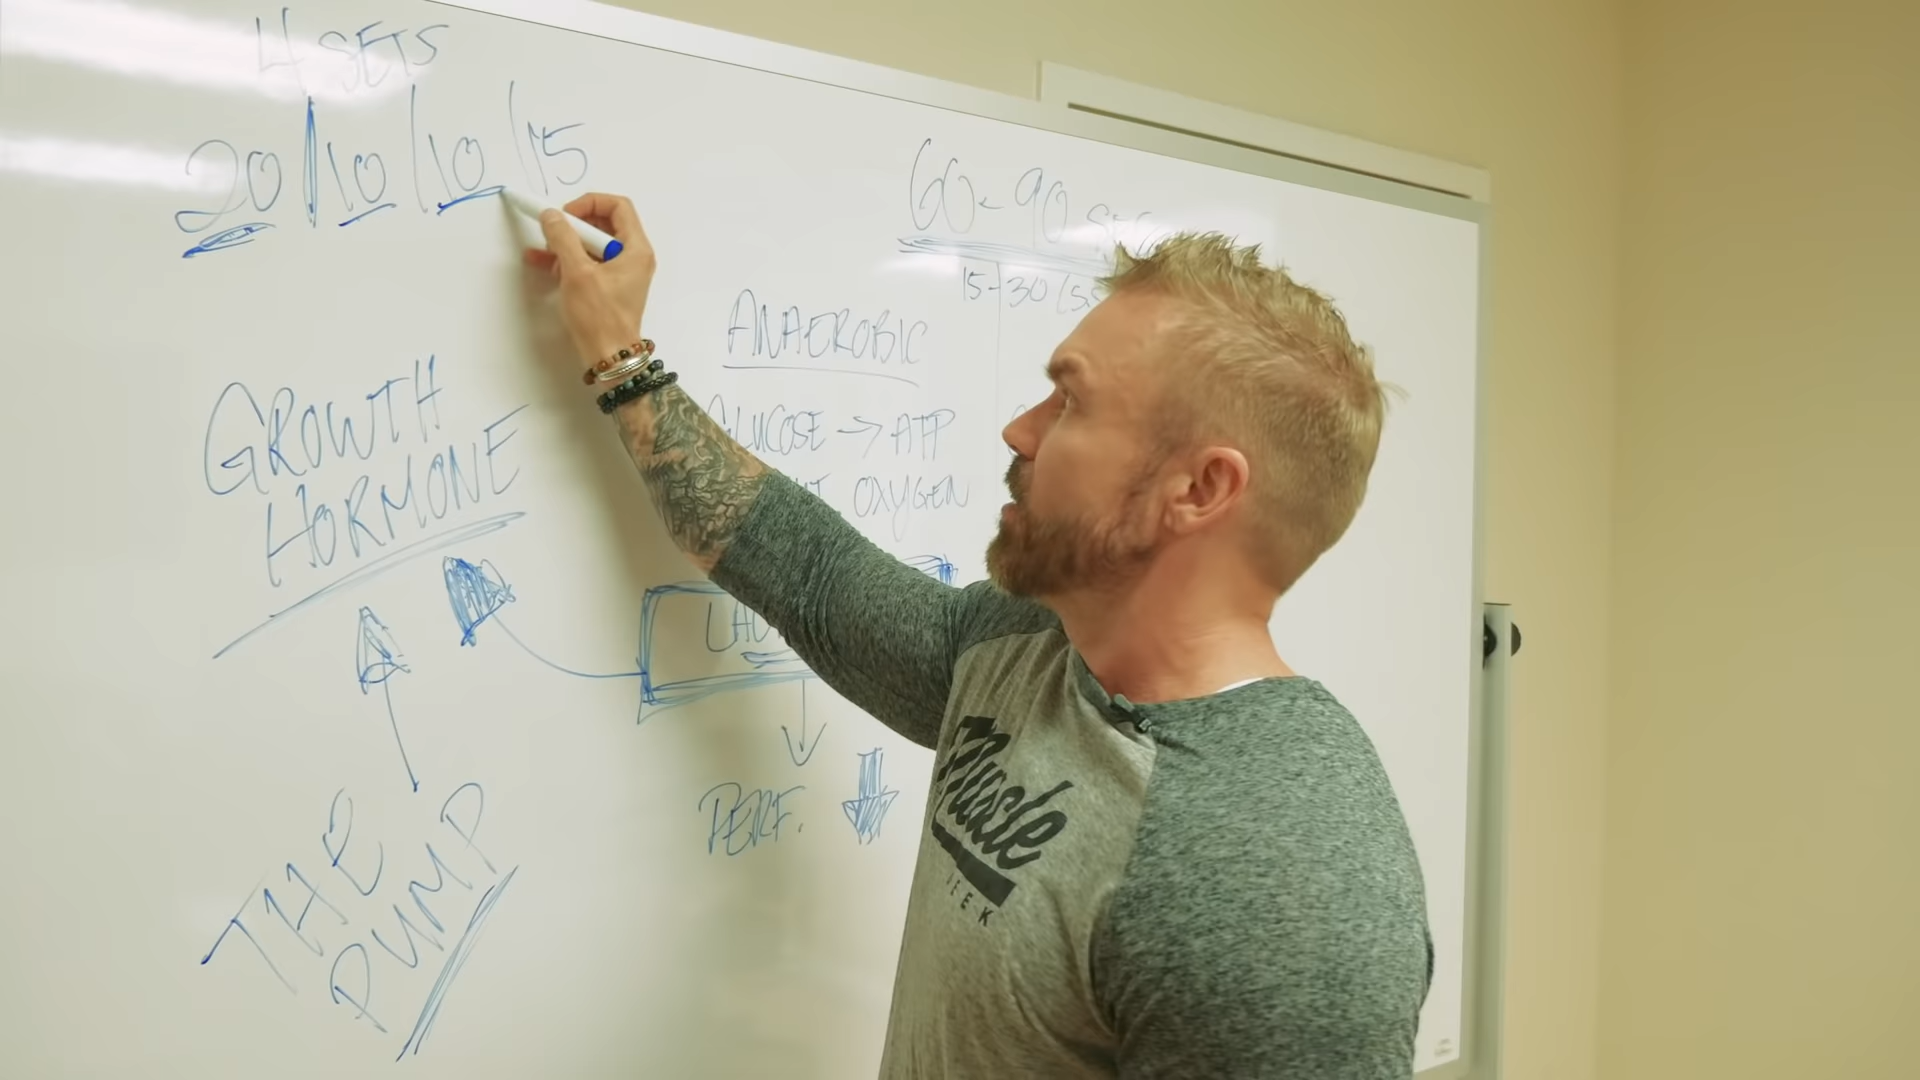 4 SETS
20 | 10 | 10 | 15
60 - 90 SEC
15 - 30
ANAEROBIC
GLUCOSE → ATP
OXYGEN
GROWTH
HORMONE
PERF.
THE
PUMP
Muscle